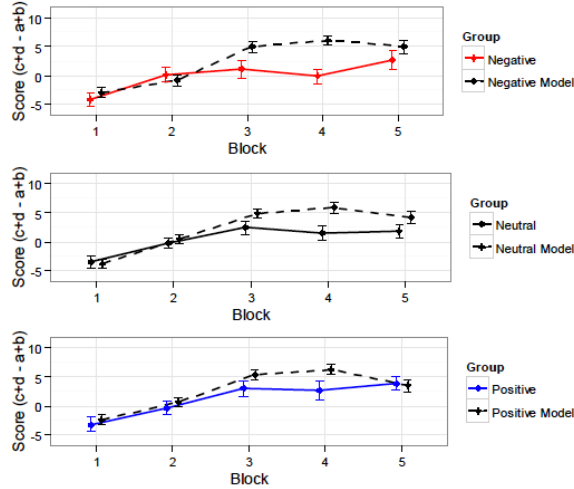 Score (c+d - a+b)
10
5
0
-5
1 2 3 4 5
Block
Group
Negative
Negative Model
Score (c+d - a+b)
10
5
0
-5
1 2 3 4 5
Block
Group
Neutral
Neutral Model
Score (c+d - a+b)
10
5
0
-5
1 2 3 4 5
Block
Group
Positive
Positive Model